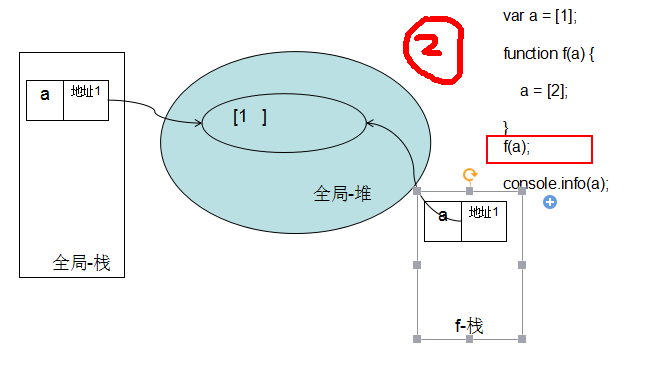 2
var a = [1];
function f(a) {
a = [2];
}
f(a);
console.info(a);
a 地址1
[1 ]
全局-堆
全局-栈
a 地址1
f-栈